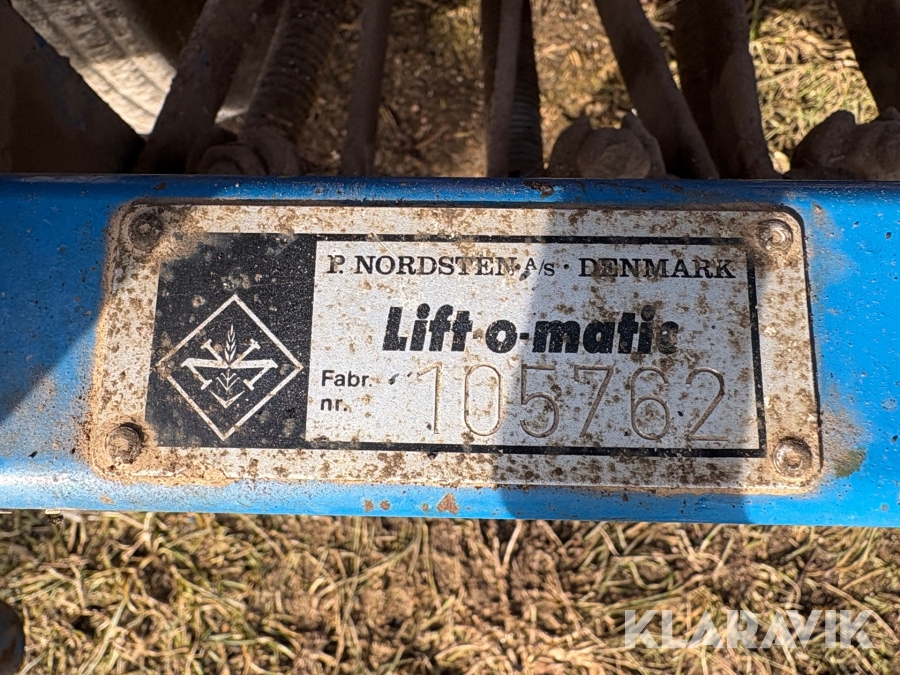 P. NORDSTEN A/S · DENMARK
Lift-o-matic
Fabr. nr. 105762
KLARAVIK